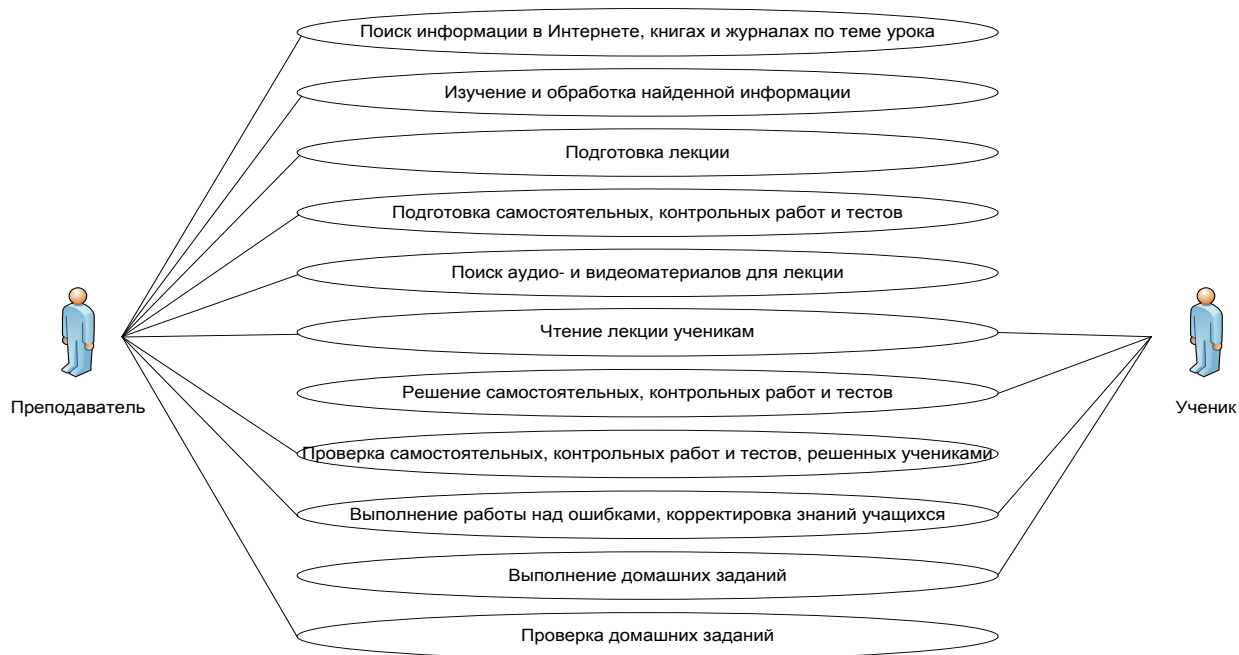 Поиск информации в Интернете, книгах и журналах по теме урока
Изучение и обработка найденной информации
Подготовка лекции
Подготовка самостоятельных, контрольных работ и тестов
Поиск аудио- и видеоматериалов для лекции
Чтение лекции ученикам
Решение самостоятельных, контрольных работ и тестов
Преподаватель
Ученик
Проверка самостоятельных, контрольных работ и тестов, решенных учениками
Выполнение работы над ошибками, корректировка знаний учащихся
Выполнение домашних заданий
Проверка домашних заданий